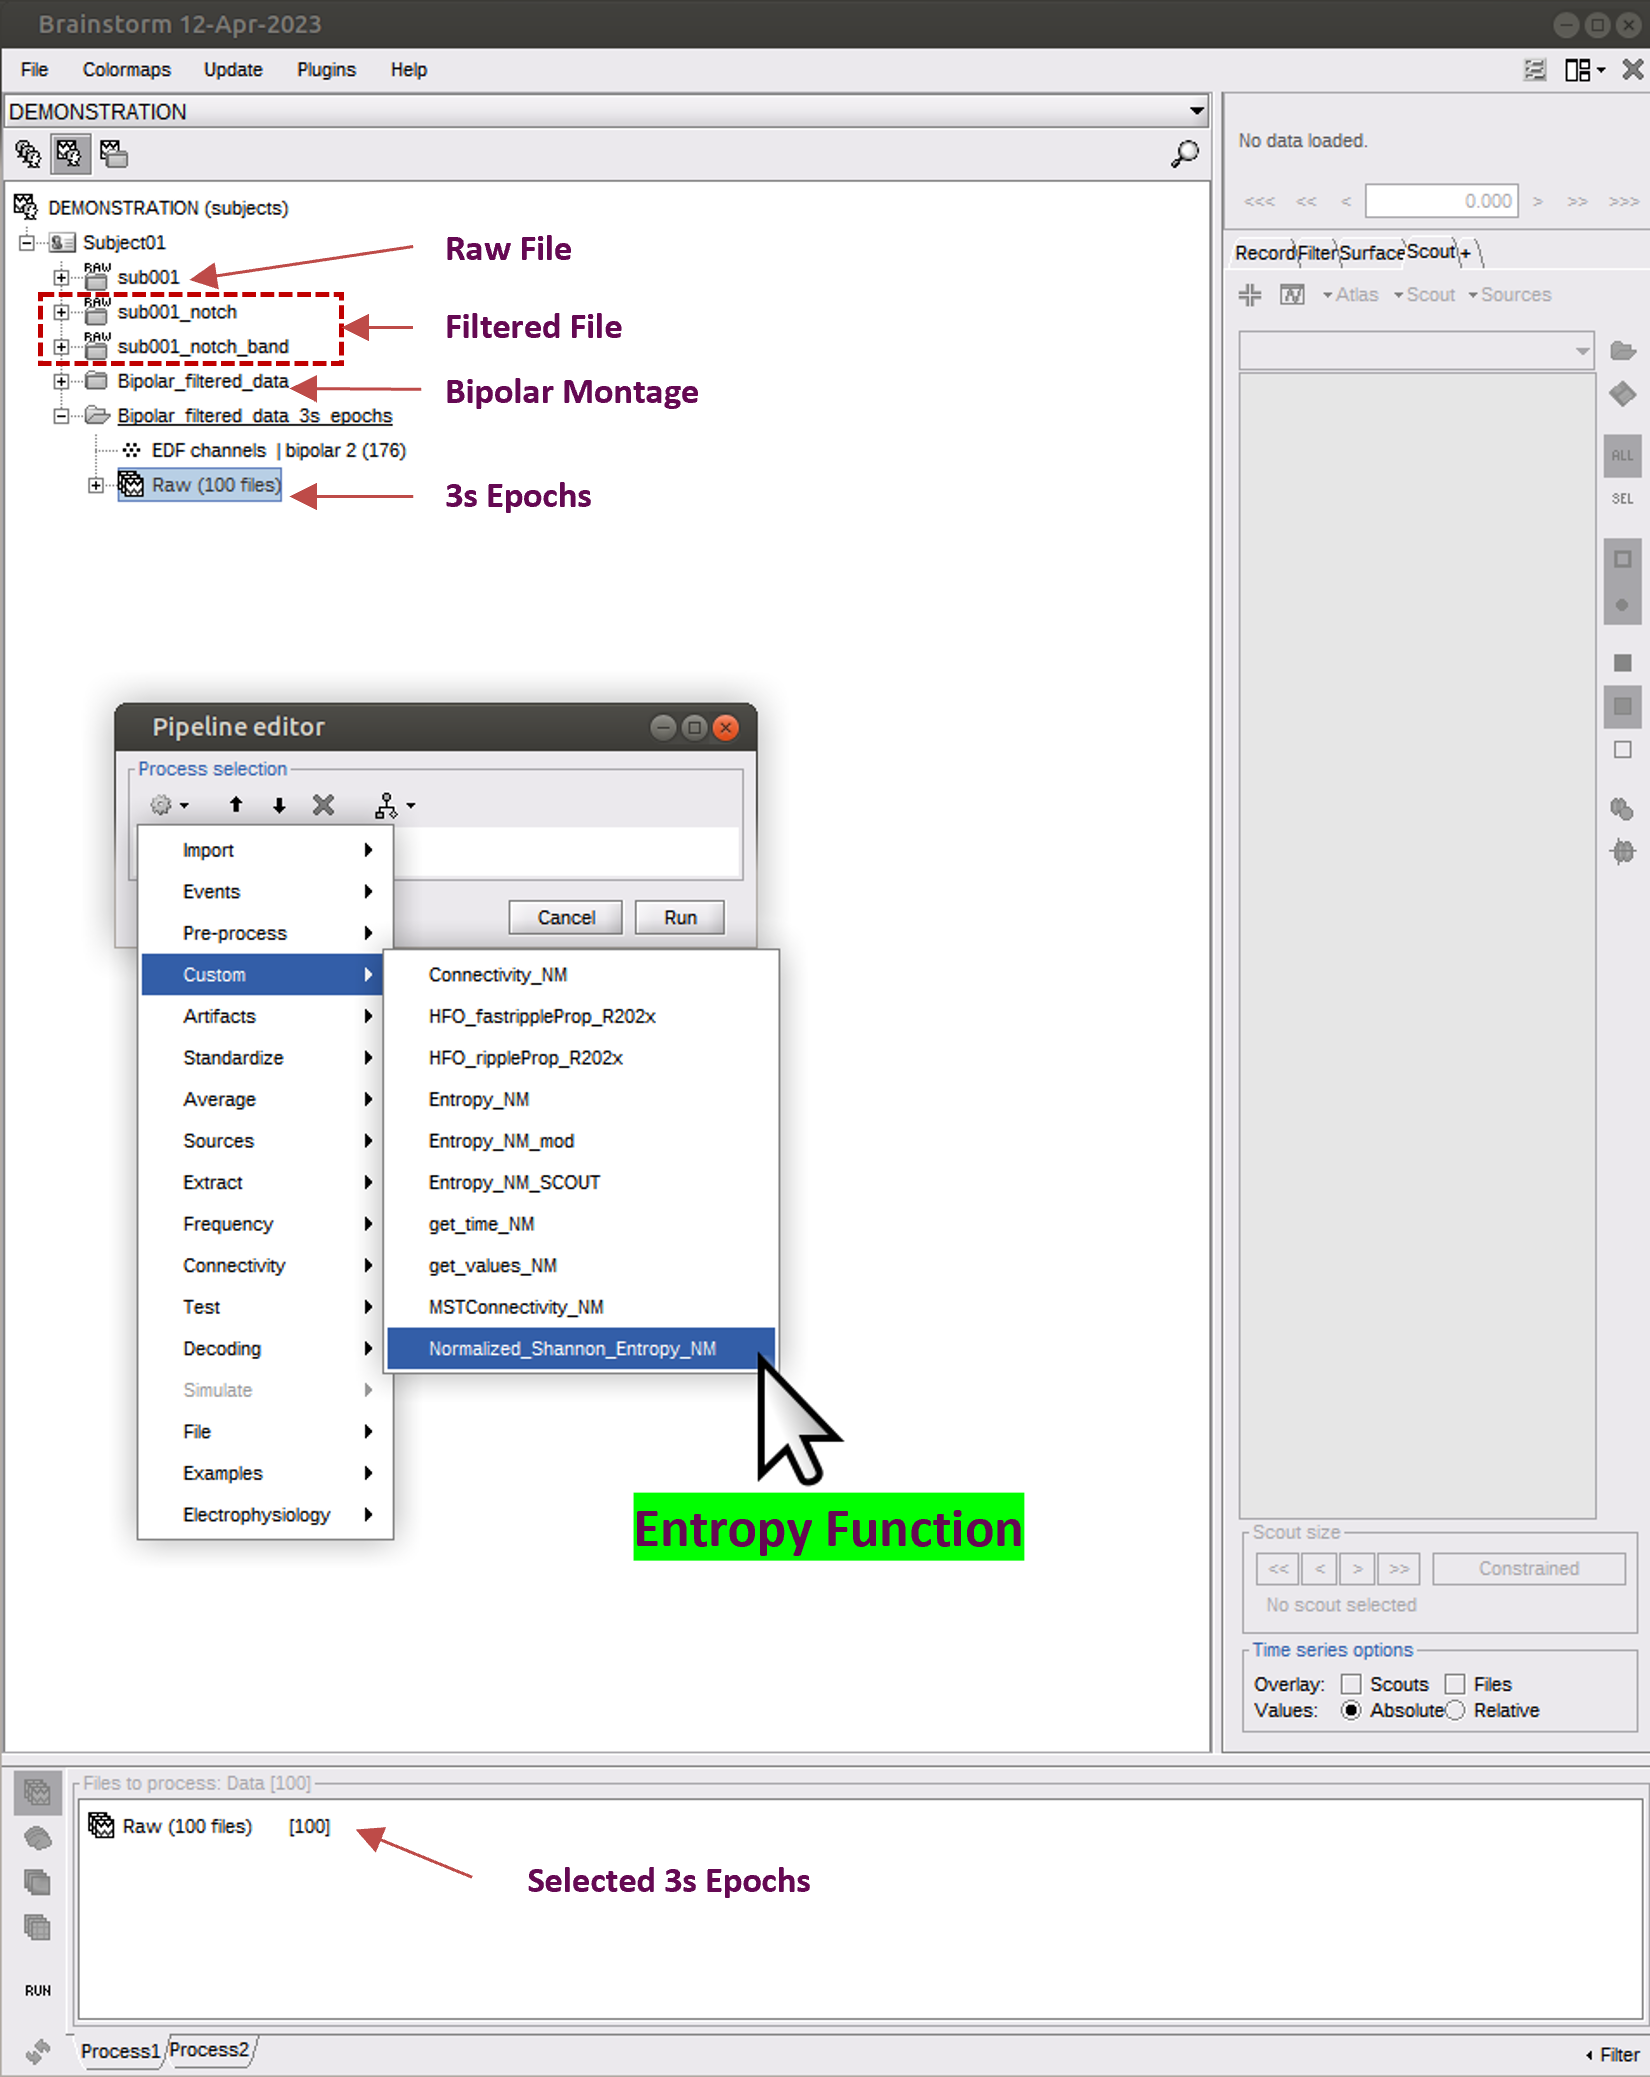 Brainstorm 12-Apr-2023
File Colormaps Update Plugins Help
DEMONSTRATION
No data loaded.
<<< << < 0.000 > >> >>>
DEMONSTRATION (subjects)
Subject01
Raw File
RAW sub001
RAW sub001_notch
Filtered File
RAW sub001_notch_band
Bipolar_filtered_data
Bipolar Montage
Bipolar_filtered_data_3s_epochs
EDF channels | bipolar 2 (176)
Raw (100 files)
3s Epochs
Record Filter Surface Scout +
Atlas Scout Sources
ALL
SEL
Pipeline editor
Process selection
Import
Events
Pre-process
Custom
Artifacts
Standardize
Average
Sources
Extract
Frequency
Connectivity
Test
Decoding
Simulate
File
Examples
Electrophysiology
Cancel Run
Connectivity_NM
HFO_fastrippleProp_R202x
HFO_rippleProp_R202x
Entropy_NM
Entropy_NM_mod
Entropy_NM_SCOUT
get_time_NM
get_values_NM
MSTConnectivity_NM
Normalized_Shannon_Entropy_NM
Entropy Function
Scout size
<< < > >> Constrained
No scout selected
Time series options
Overlay: Scouts Files
Values: Absolute Relative
Files to process: Data [100]
Raw (100 files) [100]
Selected 3s Epochs
RUN
Process1 Process2
Filter